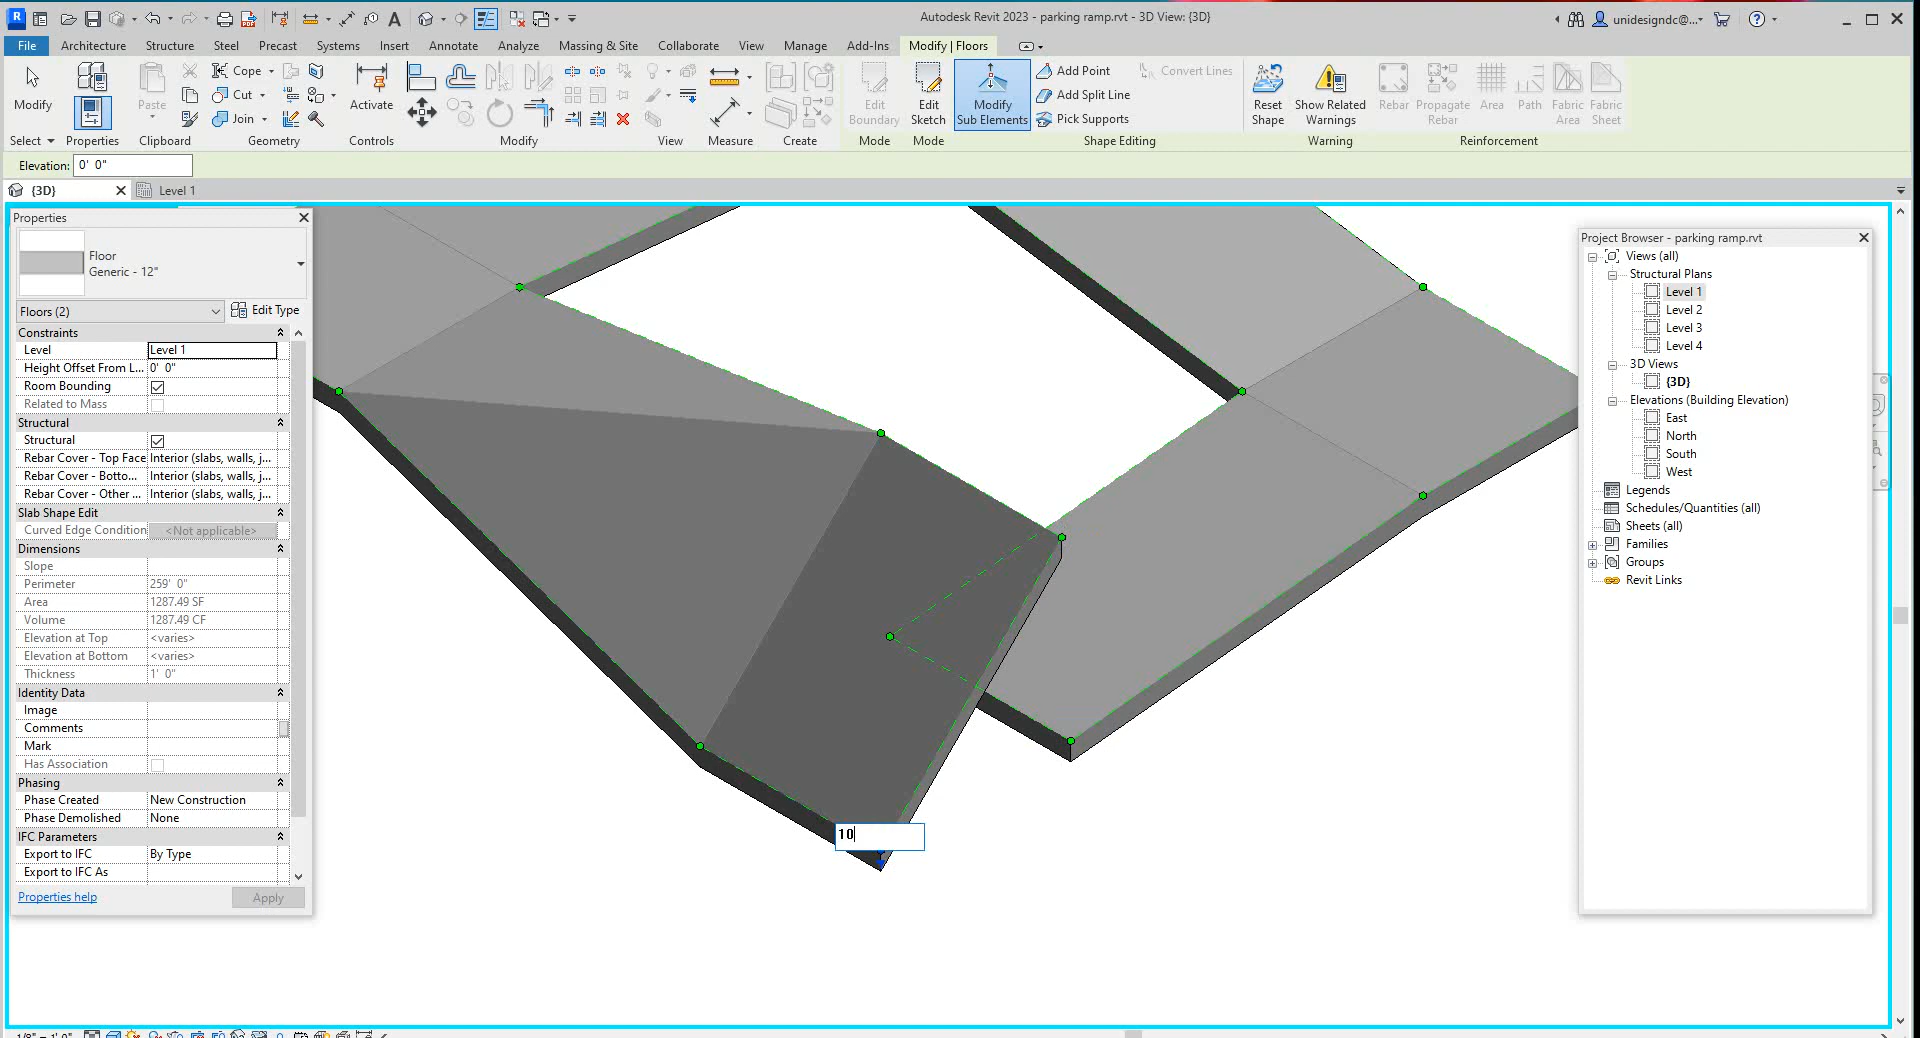 Autodesk Revit 2023 - parking ramp.rvt - 3D View: {3D}
unidesigndc@...
File Architecture Structure Steel Precast Systems Insert Annotate Analyze Massing & Site Collaborate View Manage Add-Ins Modify | Floors
Modify
Paste
Cope
Cut
Join
Activate
Edit Boundary
Edit Sketch
Modify Sub Elements
Add Point
Add Split Line
Pick Supports
Convert Lines
Reset Shape
Show Related Warnings
Rebar
Propagate Rebar
Area
Path
Fabric Area
Fabric Sheet
Select Properties Clipboard Geometry Controls Modify View Measure Create Mode Mode Shape Editing Warning Reinforcement
Elevation: 0' 0"
{3D} Level 1
Properties
Floor
Generic - 12"
Floors (2) Edit Type
Constraints
Level Level 1
Height Offset From L... 0' 0"
Room Bounding
Related to Mass
Structural
Structural
Rebar Cover - Top Face Interior (slabs, walls, j...
Rebar Cover - Botto... Interior (slabs, walls, j...
Rebar Cover - Other ... Interior (slabs, walls, j...
Slab Shape Edit
Curved Edge Condition <Not applicable>
Dimensions
Slope
Perimeter 259' 0"
Area 1287.49 SF
Volume 1287.49 CF
Elevation at Top <varies>
Elevation at Bottom <varies>
Thickness 1' 0"
Identity Data
Image
Comments
Mark
Has Association
Phasing
Phase Created New Construction
Phase Demolished None
IFC Parameters
Export to IFC By Type
Export to IFC As
Properties help Apply
10
Project Browser - parking ramp.rvt
Views (all)
Structural Plans
Level 1
Level 2
Level 3
Level 4
3D Views
{3D}
Elevations (Building Elevation)
East
North
South
West
Legends
Schedules/Quantities (all)
Sheets (all)
Families
Groups
Revit Links
1/8" = 1'-0"